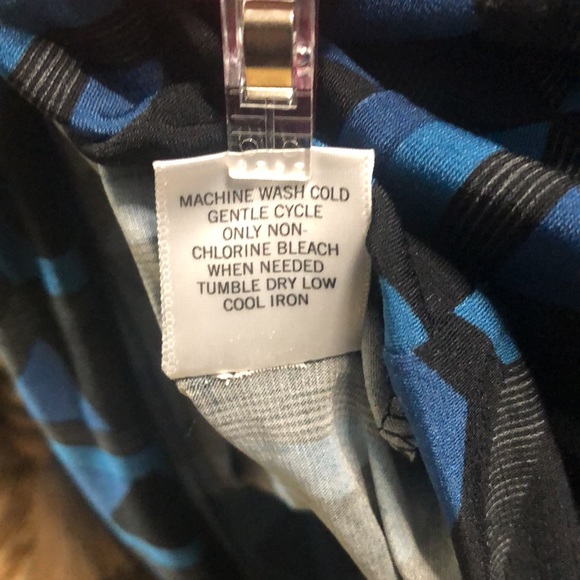 MACHINE WASH COLD
GENTLE CYCLE
ONLY NON-
CHLORINE BLEACH
WHEN NEEDED
TUMBLE DRY LOW
COOL IRON